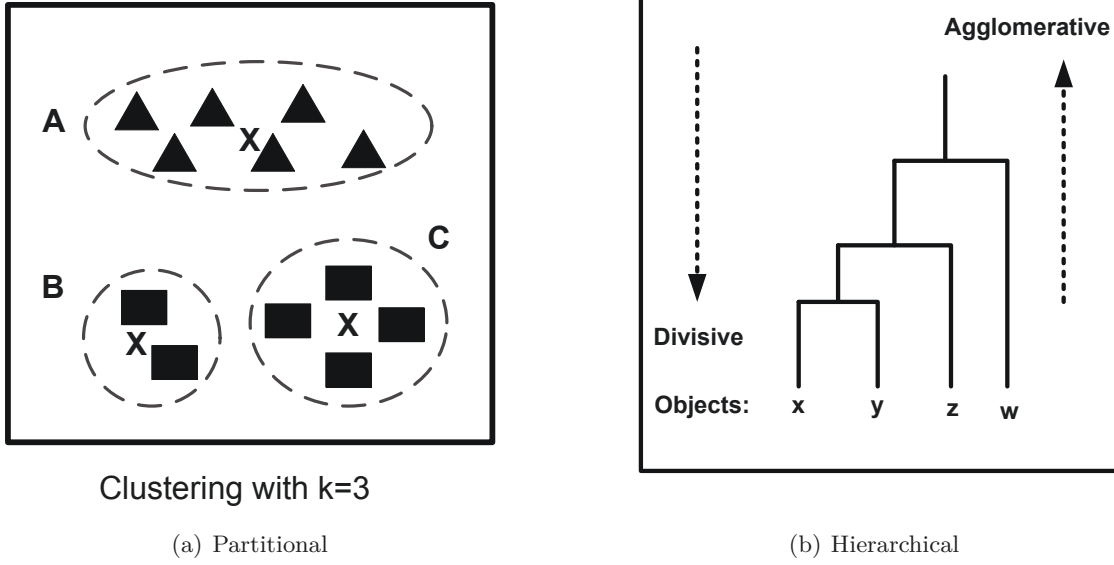 A
X
B
X
C
X
Clustering with k=3
(a) Partitional
Agglomerative
Divisive
Objects: x y z w
(b) Hierarchical